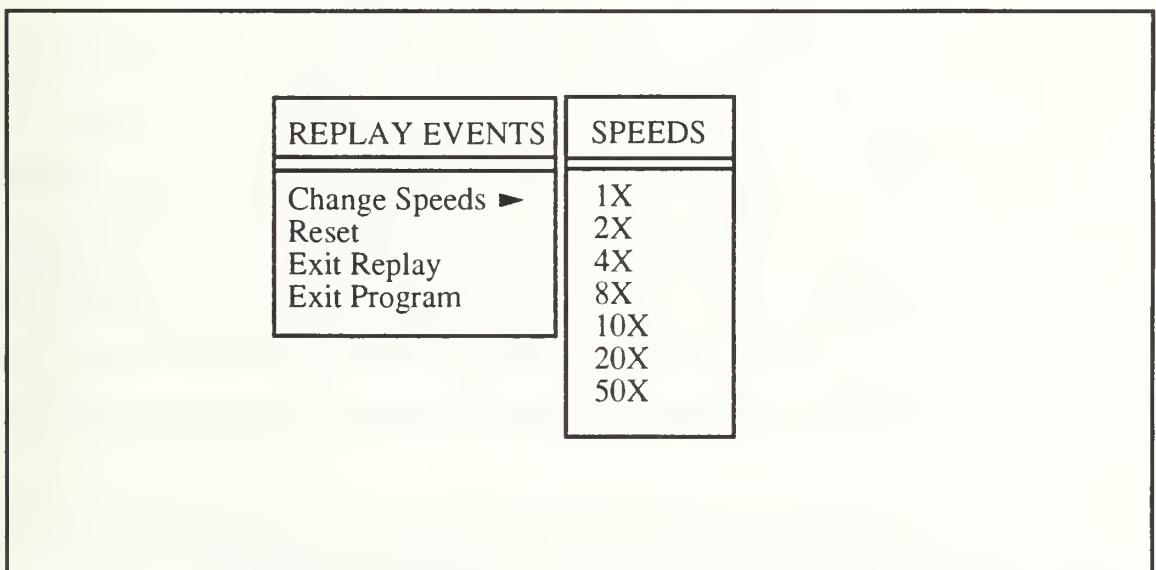 REPLAY EVENTS
Change Speeds ►
Reset
Exit Replay
Exit Program
SPEEDS
1X
2X
4X
8X
10X
20X
50X